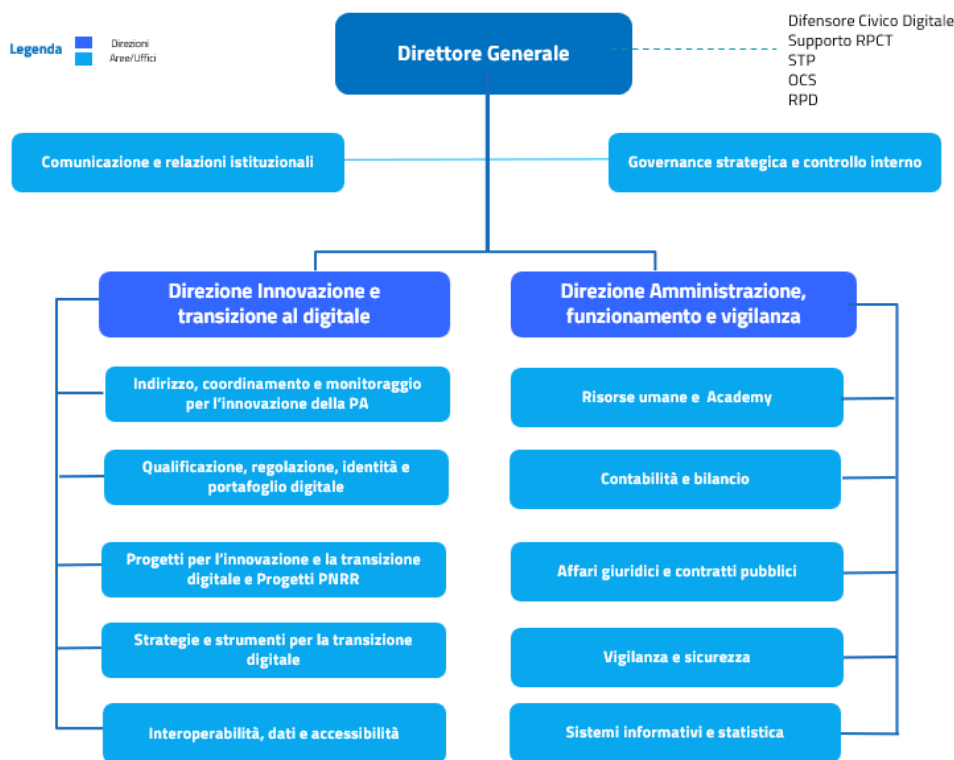 Legenda
Direzioni
Aree/Uffici
Direttore Generale
Difensore Civico Digitale
Supporto RPCT
STP
OCS
RPD
Comunicazione e relazioni istituzionali
Governance strategica e controllo interno
Direzione Innovazione e
transizione al digitale
Indirizzo, coordinamento e monitoraggio
per l'innovazione della PA
Qualificazione, regolazione, identità e
portafoglio digitale
Progetti per l'innovazione e la transizione
digitale e Progetti PNRR
Strategie e strumenti per la transizione
digitale
Interoperabilità, dati e accessibilità
Direzione Amministrazione,
funzionamento e vigilanza
Risorse umane e Academy
Contabilità e bilancio
Affari giuridici e contratti pubblici
Vigilanza e sicurezza
Sistemi informativi e statistica